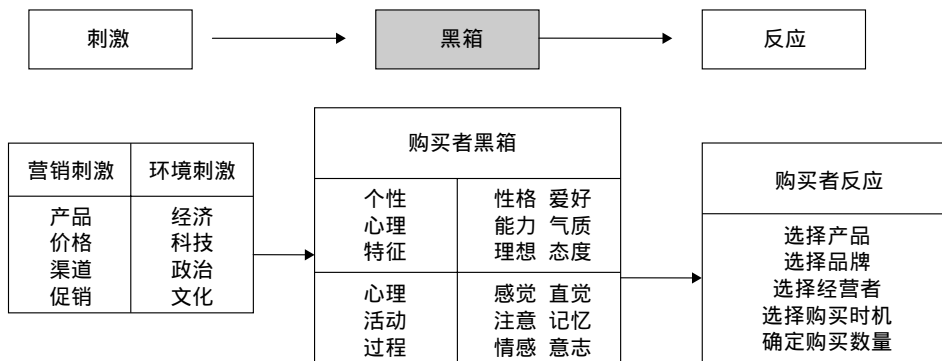 刺激 黑箱 反应
购买者黑箱
营销刺激 环境刺激
产品 经济
价格 科技
渠道 政治
促销 文化
个性 性格 爱好
心理 能力 气质
特征 理想 态度
心理 感觉 直觉
活动 注意 记忆
过程 情感 意志
购买者反应
选择产品
选择品牌
选择经营者
选择购买时机
确定购买数量